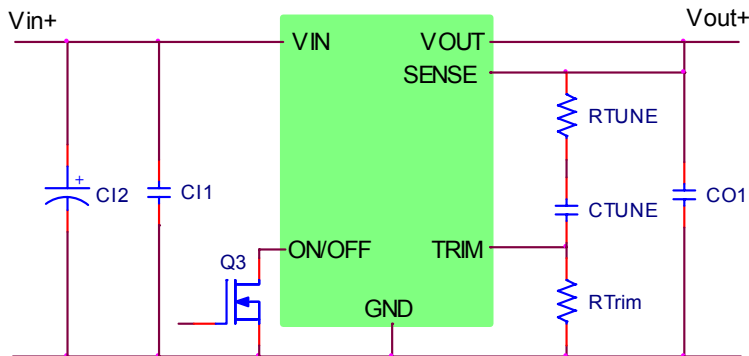 Vin+
Vout+
VIN
VOUT
SENSE
RTUNE
+
CI2
CI1
CTUNE
CO1
ON/OFF
TRIM
Q3
RTrim
GND